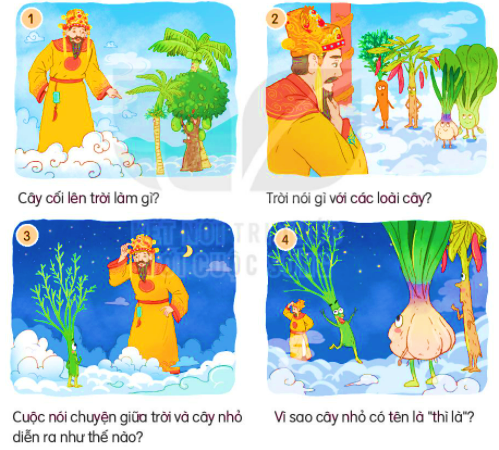 1
2
Cây cối lên trời làm gì?
Trời nói gì với các loài cây?
3
4
Cuộc nói chuyện giữa trời và cây nhỏ
diễn ra như thế nào?
Vì sao cây nhỏ có tên là "thì là"?